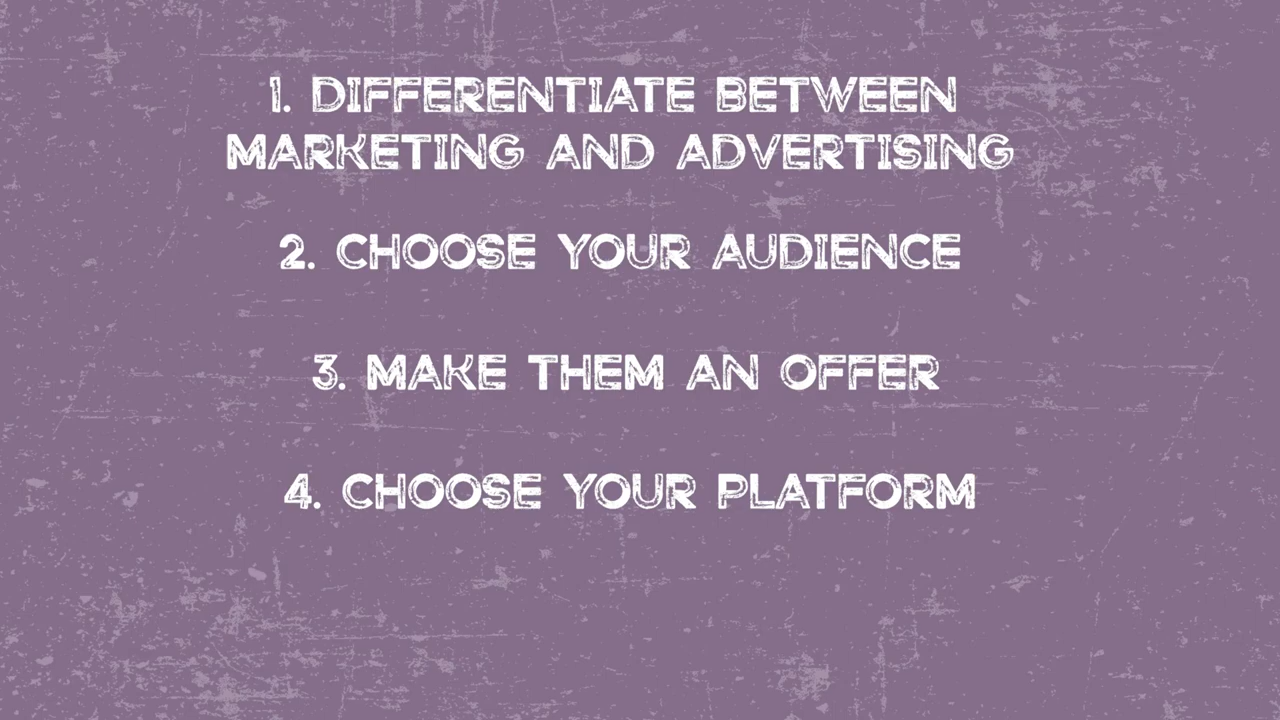 1. DIFFERENTIATE BETWEEN
MARKETING AND ADVERTISING
2. CHOOSE YOUR AUDIENCE
3. MAKE THEM AN OFFER
4. CHOOSE YOUR PLATFORM